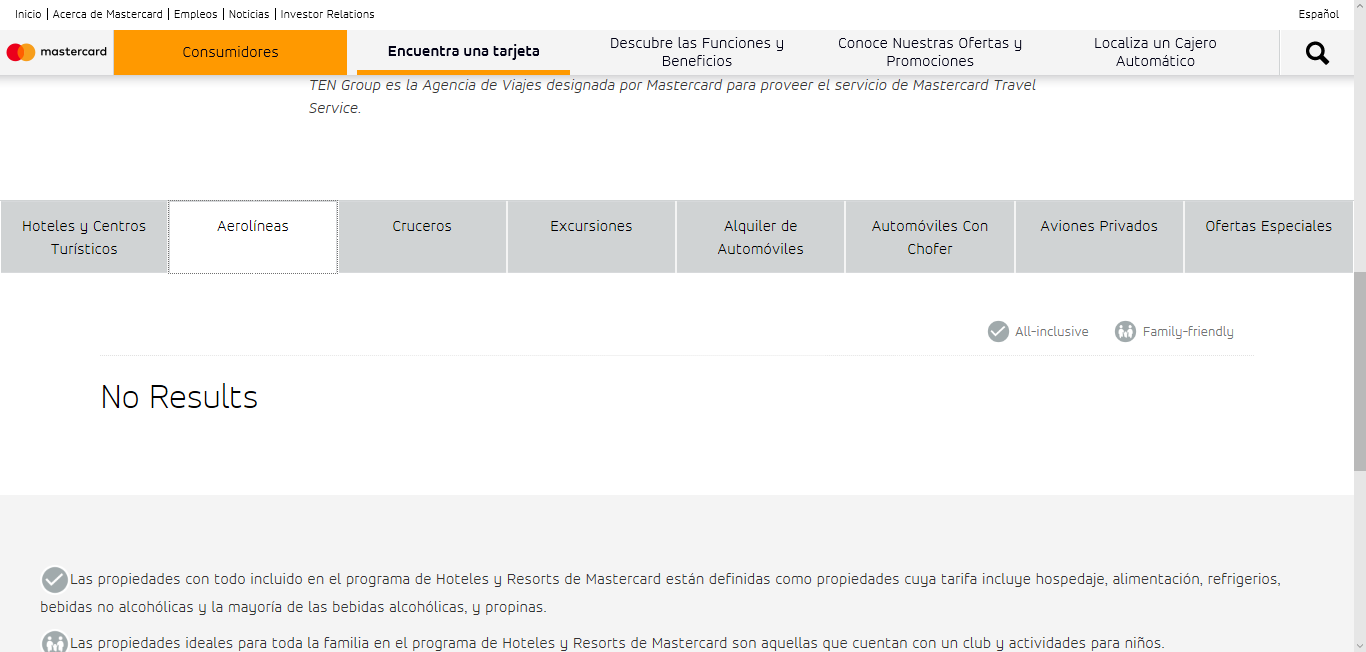 Inicio | Acerca de Mastercard | Empleos | Noticias | Investor Relations
Español
mastercard
Consumidores
Encuentra una tarjeta
Descubre las Funciones y
Beneficios
Conoce Nuestras Ofertas y
Promociones
Localiza un Cajero
Automático
TEN Group es la Agencia de Viajes designada por Mastercard para proveer el servicio de Mastercard Travel
Service.
Hoteles y Centros
Turísticos
Aerolíneas
Cruceros
Excursiones
Alquiler de
Automóviles
Automóviles Con
Chofer
Aviones Privados
Ofertas Especiales
All-inclusive
Family-friendly
No Results
Las propiedades con todo incluido en el programa de Hoteles y Resorts de Mastercard están definidas como propiedades cuya tarifa incluye hospedaje, alimentación, refrigerios,
bebidas no alcohólicas y la mayoría de las bebidas alcohólicas, y propinas.
Las propiedades ideales para toda la familia en el programa de Hoteles y Resorts de Mastercard son aquellas que cuentan con un club y actividades para niños.